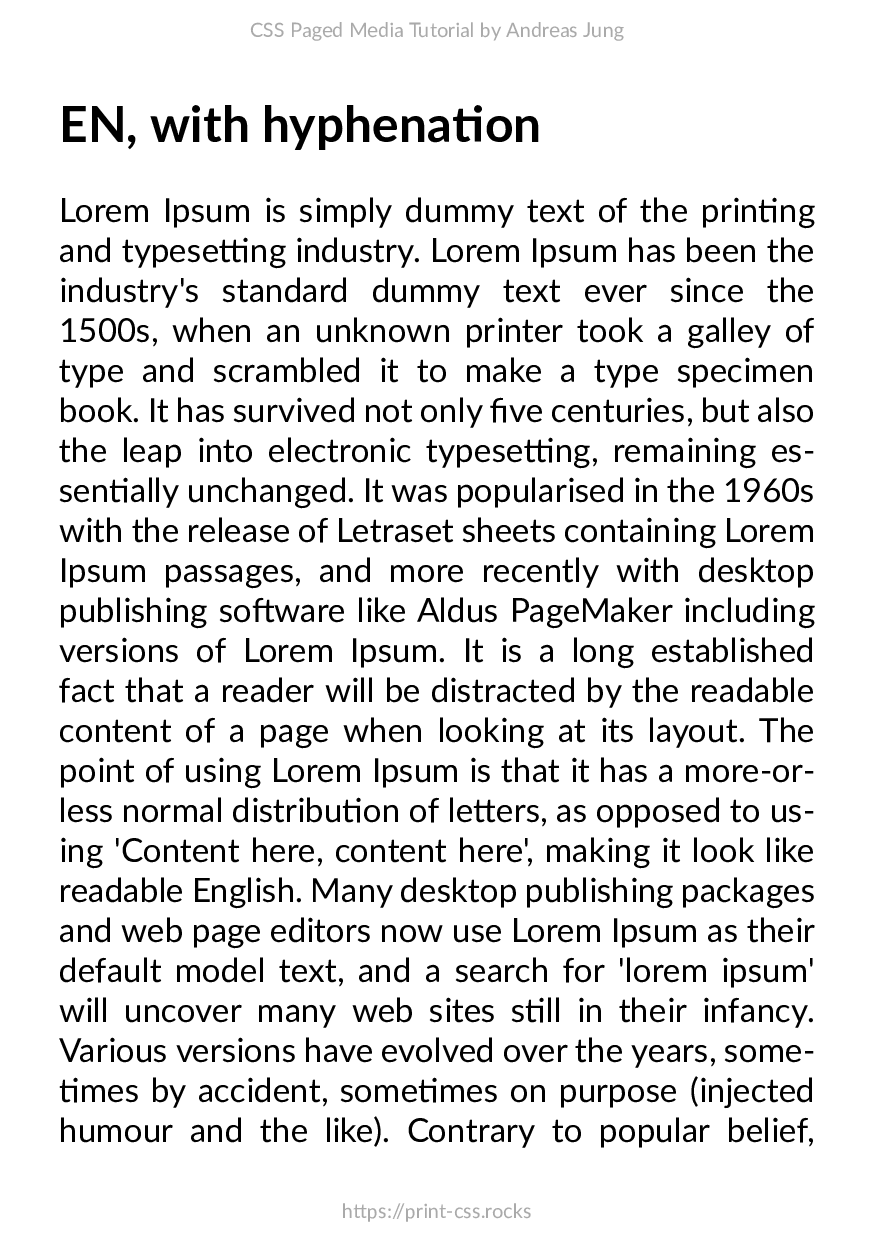 CSS Paged Media Tutorial by Andreas Jung
EN, with hyphenation
Lorem Ipsum is simply dummy text of the printing
and typesetting industry. Lorem Ipsum has been the
industry's standard dummy text ever since the
1500s, when an unknown printer took a galley of
type and scrambled it to make a type specimen
book. It has survived not only five centuries, but also
the leap into electronic typesetting, remaining es-
sentially unchanged. It was popularised in the 1960s
with the release of Letraset sheets containing Lorem
Ipsum passages, and more recently with desktop
publishing software like Aldus PageMaker including
versions of Lorem Ipsum. It is a long established
fact that a reader will be distracted by the readable
content of a page when looking at its layout. The
point of using Lorem Ipsum is that it has a more-or-
less normal distribution of letters, as opposed to us-
ing 'Content here, content here', making it look like
readable English. Many desktop publishing packages
and web page editors now use Lorem Ipsum as their
default model text, and a search for 'lorem ipsum'
will uncover many web sites still in their infancy.
Various versions have evolved over the years, some-
times by accident, sometimes on purpose (injected
humour and the like). Contrary to popular belief,
https://print-css.rocks